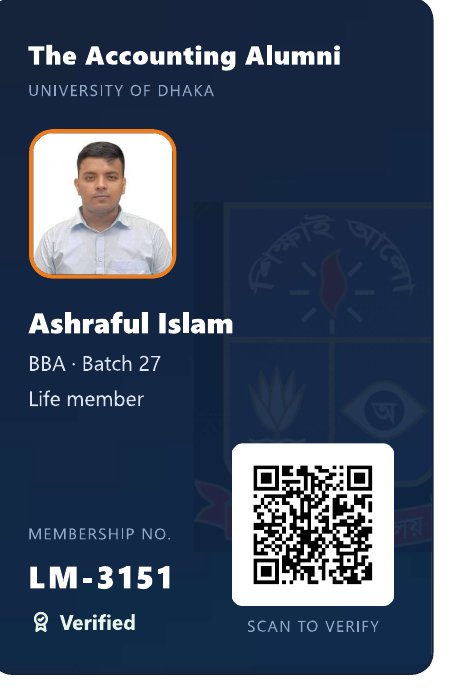 The Accounting Alumni
UNIVERSITY OF DHAKA
শিক্ষাই আলো
Ashraful Islam
BBA · Batch 27
Life member
অ
MEMBERSHIP NO.
LM-3151
Verified
SCAN TO VERIFY